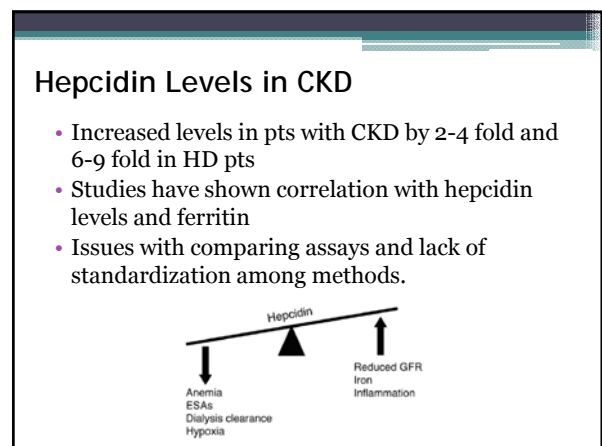 Hepcidin Levels in CKD
• Increased levels in pts with CKD by 2-4 fold and
6-9 fold in HD pts
• Studies have shown correlation with hepcidin
levels and ferritin
• Issues with comparing assays and lack of
standardization among methods.
Hepcidin
Anemia
ESAs
Dialysis clearance
Hypoxia
Reduced GFR
Iron
Inflammation